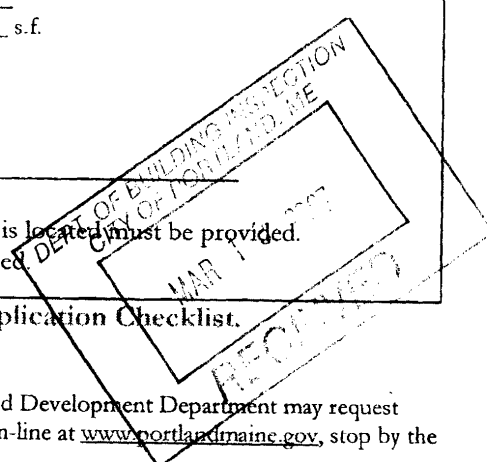 s.f.
DEPT. OF BUILDING INSPECTION
CITY OF PORTLAND, ME
MAR 1
RECEIVED
is located must be provided.
ed.
plication Checklist.
d Development Department may request
n-line at www.portlandmaine.gov, stop by the